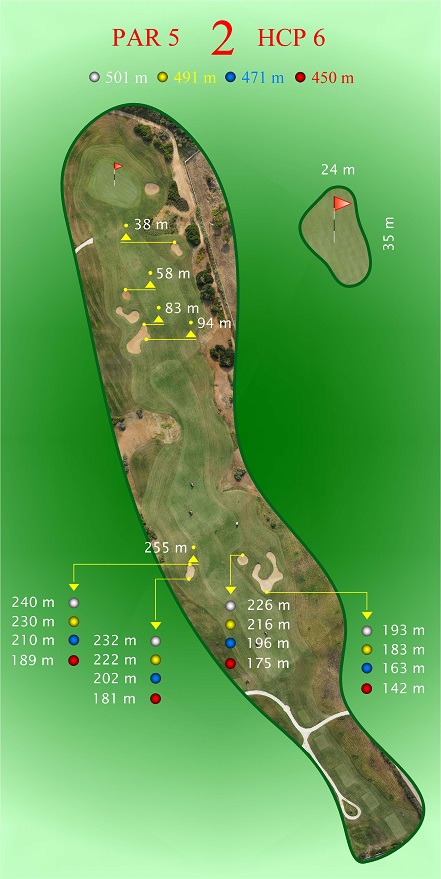 PAR 5 2 HCP 6
501 m 491 m 471 m 450 m
24 m
35 m
38 m
58 m
83 m
94 m
255 m
240 m
230 m
210 m
189 m
232 m
222 m
202 m
181 m
226 m
216 m
196 m
175 m
193 m
183 m
163 m
142 m